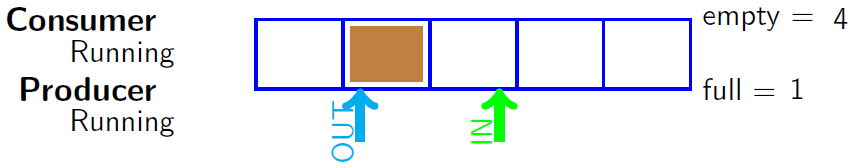 Consumer
Running
Producer
Running
OUT
IN
empty = 4
full = 1